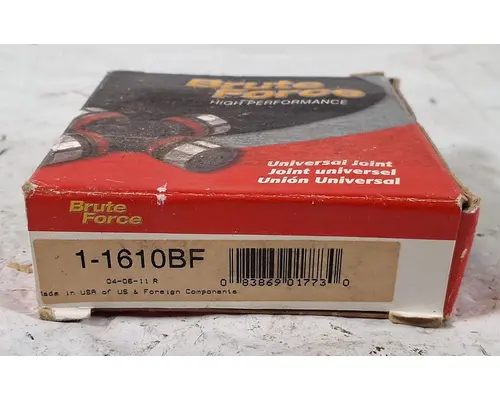 Brute
Force
HIGH PERFORMANCE
Universal Joint
Joint universel
Unión Universal
Brute
Force
1-1610BF
04-06-11 R
0 83869 01773 0
Made in USA of US & Foreign Components